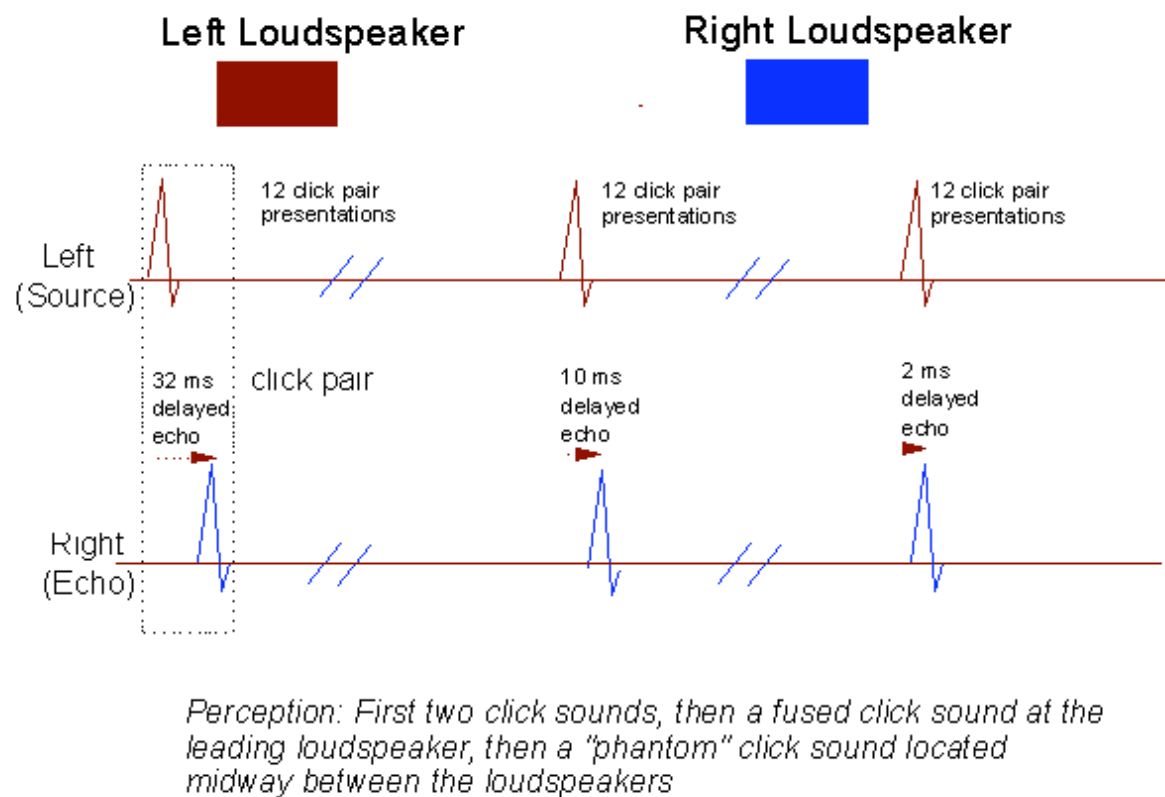 Left Loudspeaker
Right Loudspeaker
12 click pair
presentations
12 click pair
presentations
12 click pair
presentations
Left
(Source)
32 ms
delayed
echo
click pair
10 ms
delayed
echo
2 ms
delayed
echo
Right
(Echo)
Perception: First two click sounds, then a fused click sound at the
leading loudspeaker, then a "phantom" click sound located
midway between the loudspeakers